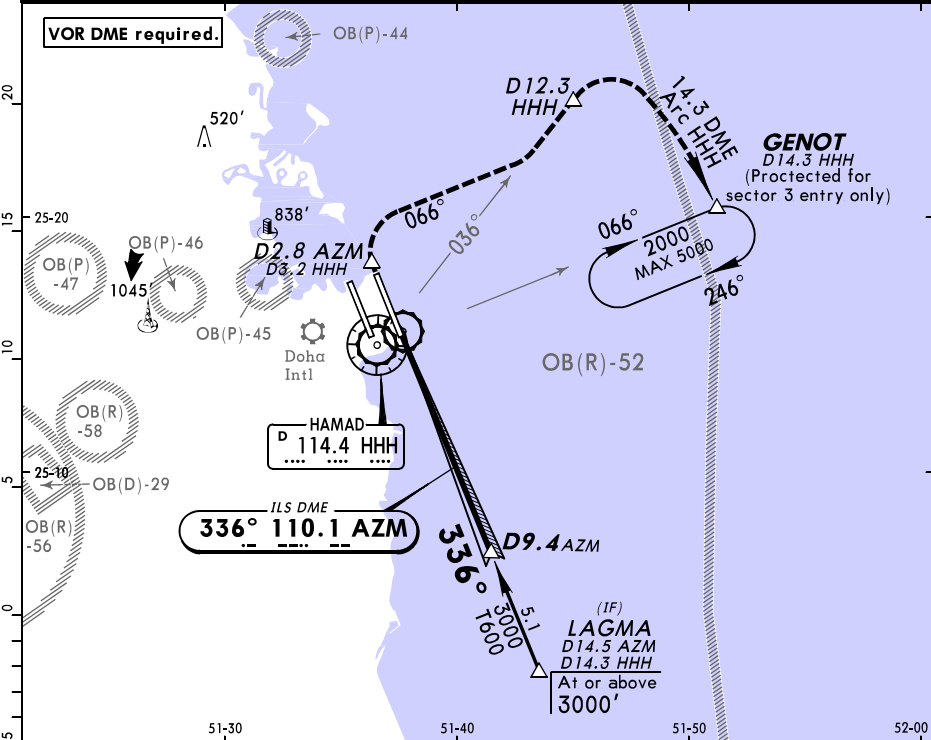 VOR DME required.
OB(P)-44
20
520'
D12.3
HHH
14.3 DME
Arc HHH
GENOT
D14.3 HHH
(Proctected for
sector 3 entry only)
15
25-20
838'
066°
036°
066°
2000
MAX 5000
246°
OB(P)-46
D2.8 AZM
D3.2 HHH
OB(P)
-47
1045'
OB(P)-45
10
Doha
Intl
OB(R)-52
HAMAD
D
114.4 HHH
OB(R)
-58
5
25-10
OB(D)-29
OB(R)
-56
ILS DME
336° 110.1 AZM
336°
D9.4 AZM
0
5.1
3000
T600
(IF)
LAGMA
D14.5 AZM
D14.3 HHH
At or above
3000'
5
51-30
51-40
51-50
52-00